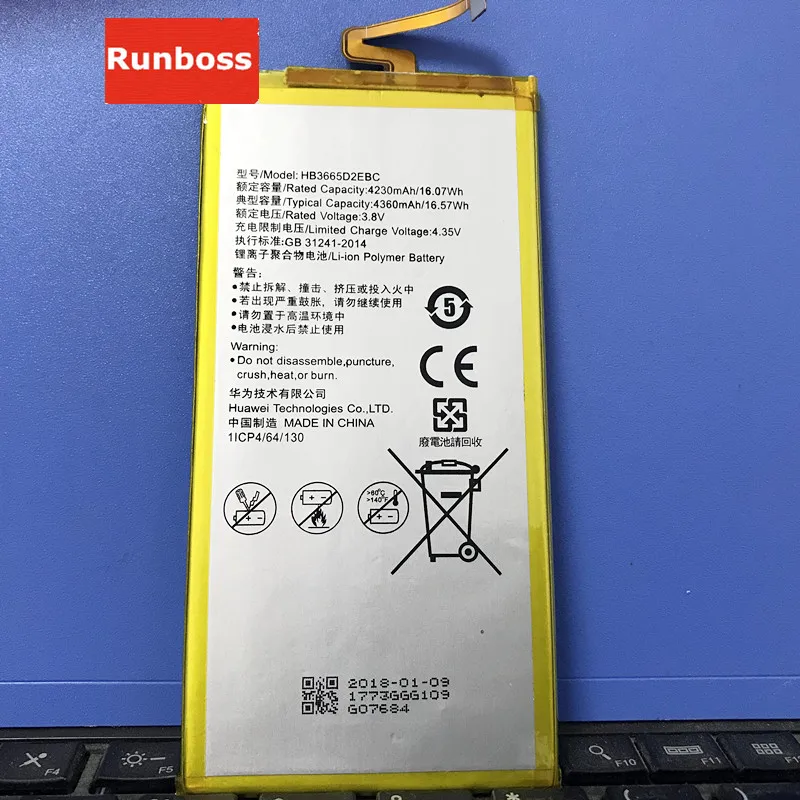 Runboss
型号/Model: HB3665D2EBC
额定容量/Rated Capacity:4230mAh/16.07Wh
典型容量/Typical Capacity:4360mAh/16.57Wh
额定电压/Rated Voltage:3.8V
充电限制电压/Limited Charge Voltage:4.35V
执行标准:GB 31241-2014
锂离子聚合物电池/Li-ion Polymer Battery
警告:
•禁止拆解、撞击、挤压或投入火中
•若出现严重鼓胀，请勿继续使用
•请勿置于高温环境中
•电池浸水后禁止使用
5
Warning:
•Do not disassemble,puncture,
crush,heat,or burn.
CE
华为技术有限公司
Huawei Technologies Co.,LTD.
中国制造 MADE IN CHINA
1ICP4/64/130
廢電池請回收
>60°C
>140°F
2018-01-09
1773GGG109
G07684
F4
F5
F10
F11
F12